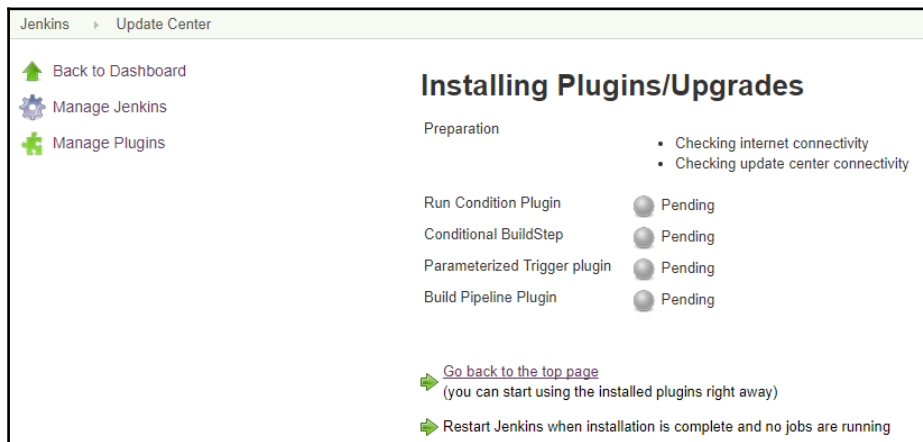 Jenkins Update Center
Back to Dashboard
Manage Jenkins
Manage Plugins
Installing Plugins/Upgrades
Preparation
Checking internet connectivity
Checking update center connectivity
Run Condition Plugin Pending
Conditional BuildStep Pending
Parameterized Trigger plugin Pending
Build Pipeline Plugin Pending
Go back to the top page
(you can start using the installed plugins right away)
Restart Jenkins when installation is complete and no jobs are running